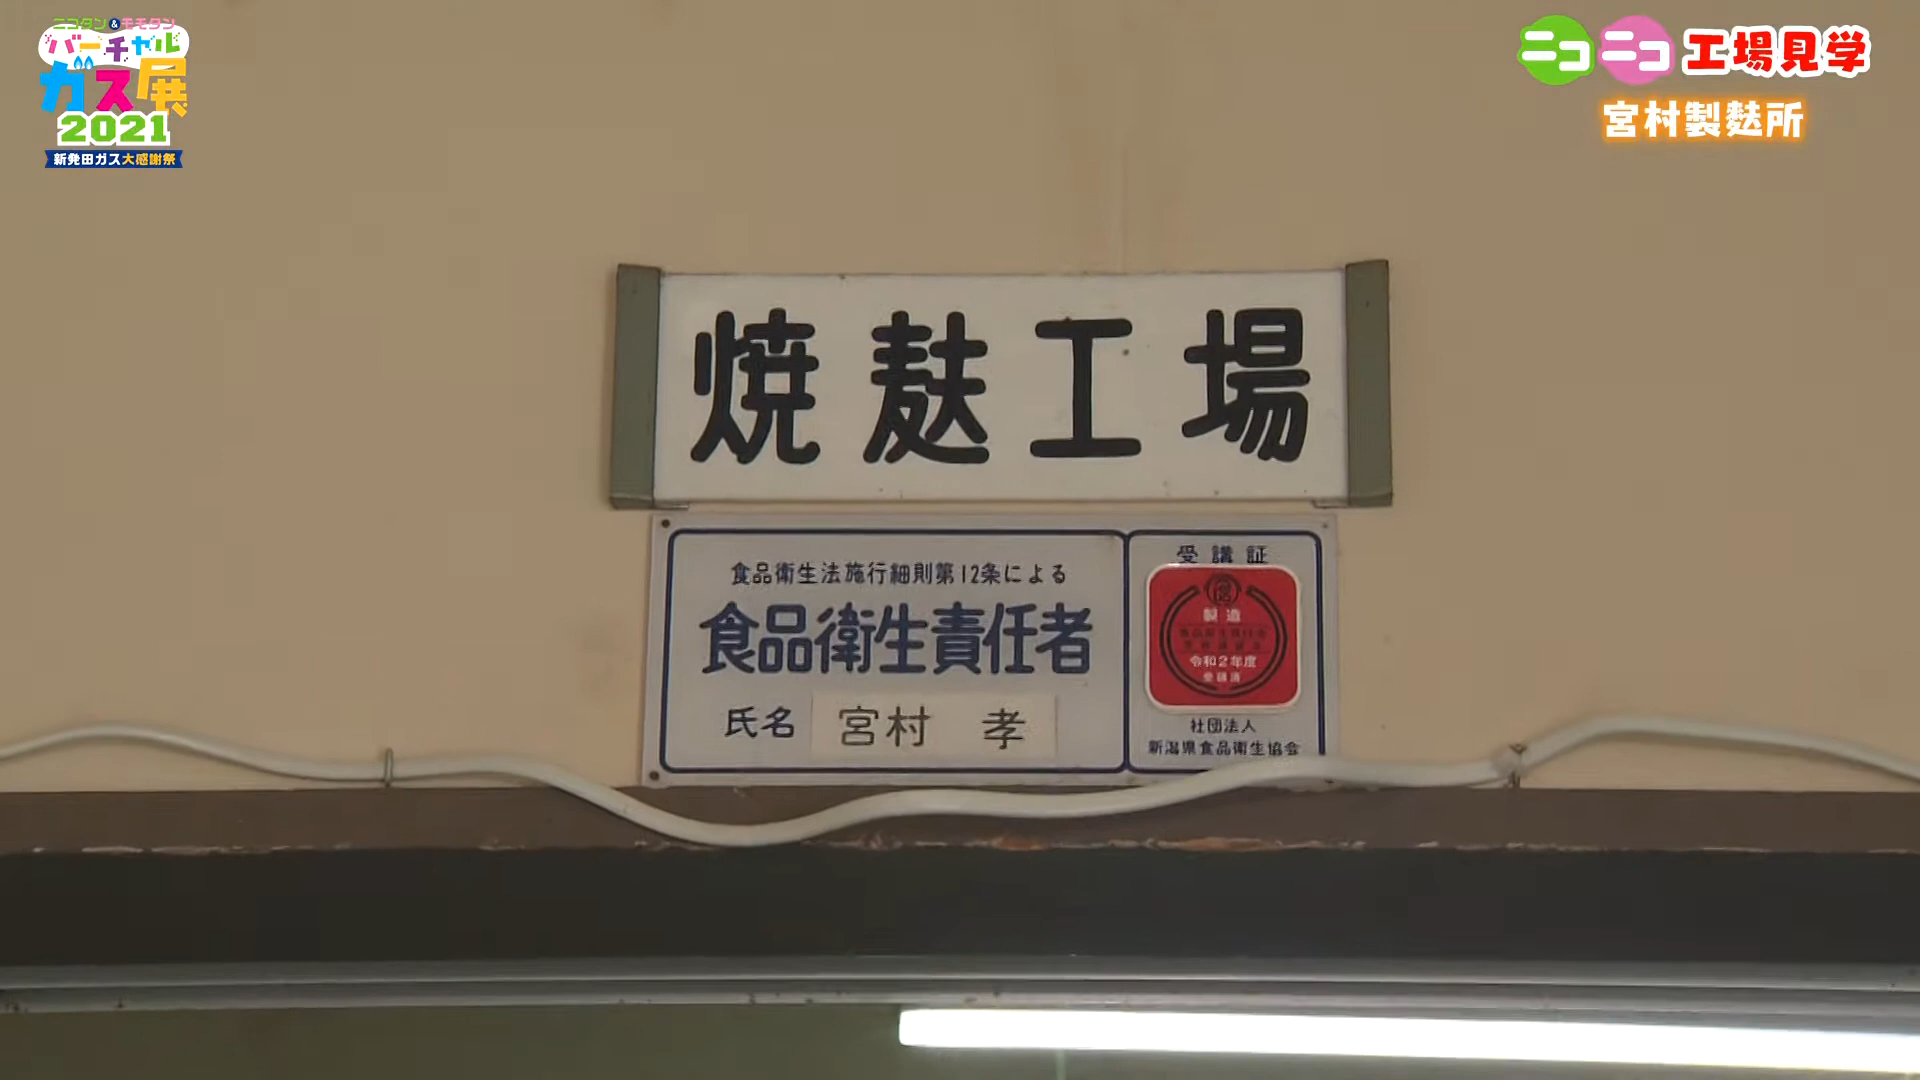 ニコタン&モモタン
バーチャル
ガス展
2021
新発田ガス大感謝祭
ニコニコ工場見学
宮村製麩所
焼麩工場
食品衛生法施行細則第12条による
食品衛生責任者
氏名 宮村 孝
受講証
製造
令和2年度
受講済
社団法人
新潟県食品衛生協会